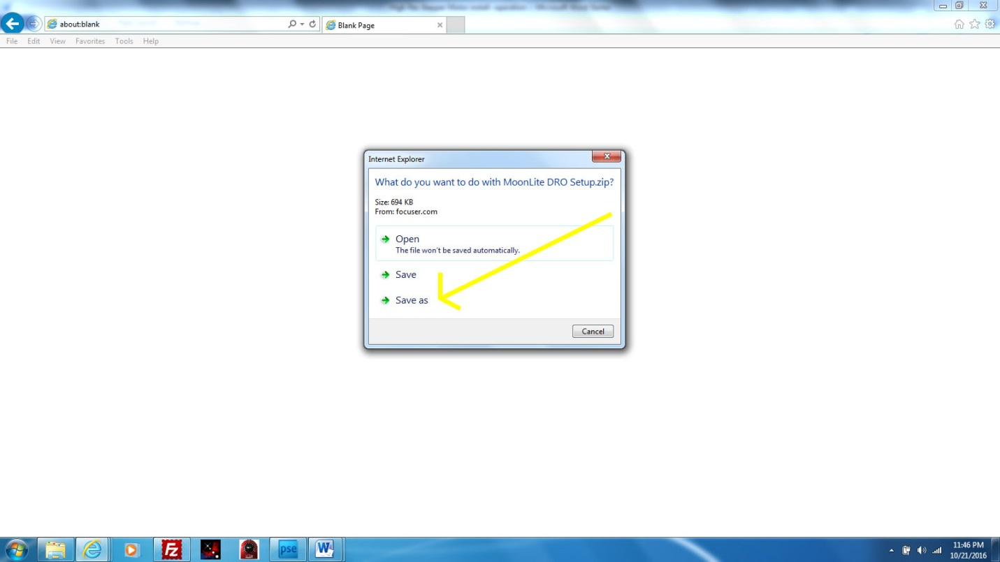 about:blank
Blank Page
File Edit View Favorites Tools Help
Internet Explorer
What do you want to do with MoonLite DRO Setup.zip?
Size: 694 KB
From: focuser.com
Open
The file won't be saved automatically.
Save
Save as
Cancel
Fz
pse
W
11:46 PM
10/21/2016